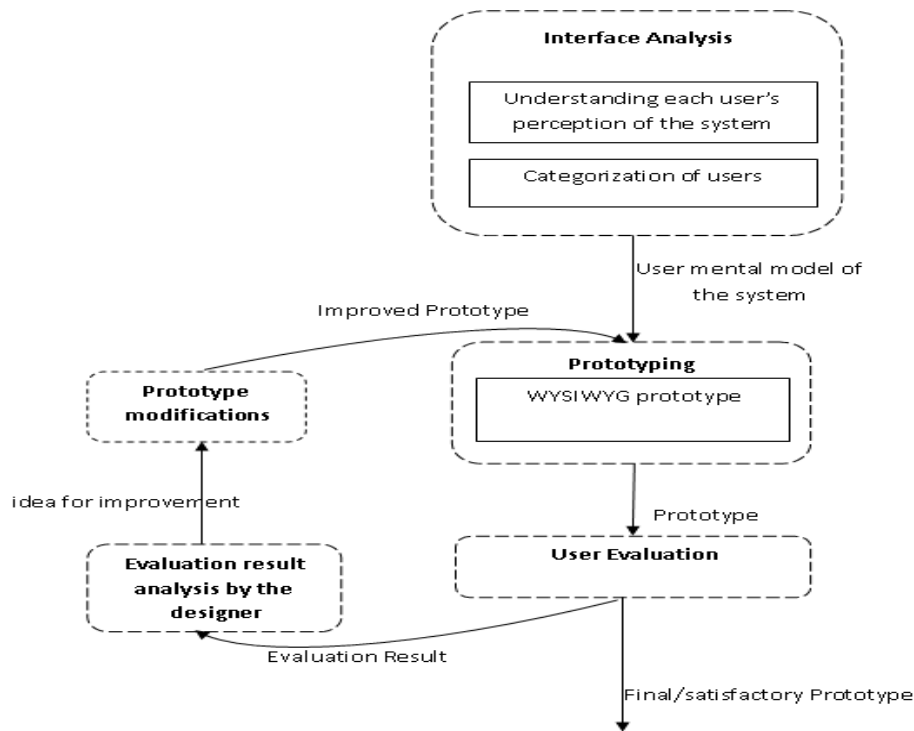 Interface Analysis
Understanding each user's
perception of the system
Categorization of users
User mental model of
the system
Improved Prototype
Prototyping
WYSIWYG prototype
Prototype
modifications
idea for improvement
Prototype
User Evaluation
Evaluation result
analysis by the
designer
Evaluation Result
Final/satisfactory Prototype